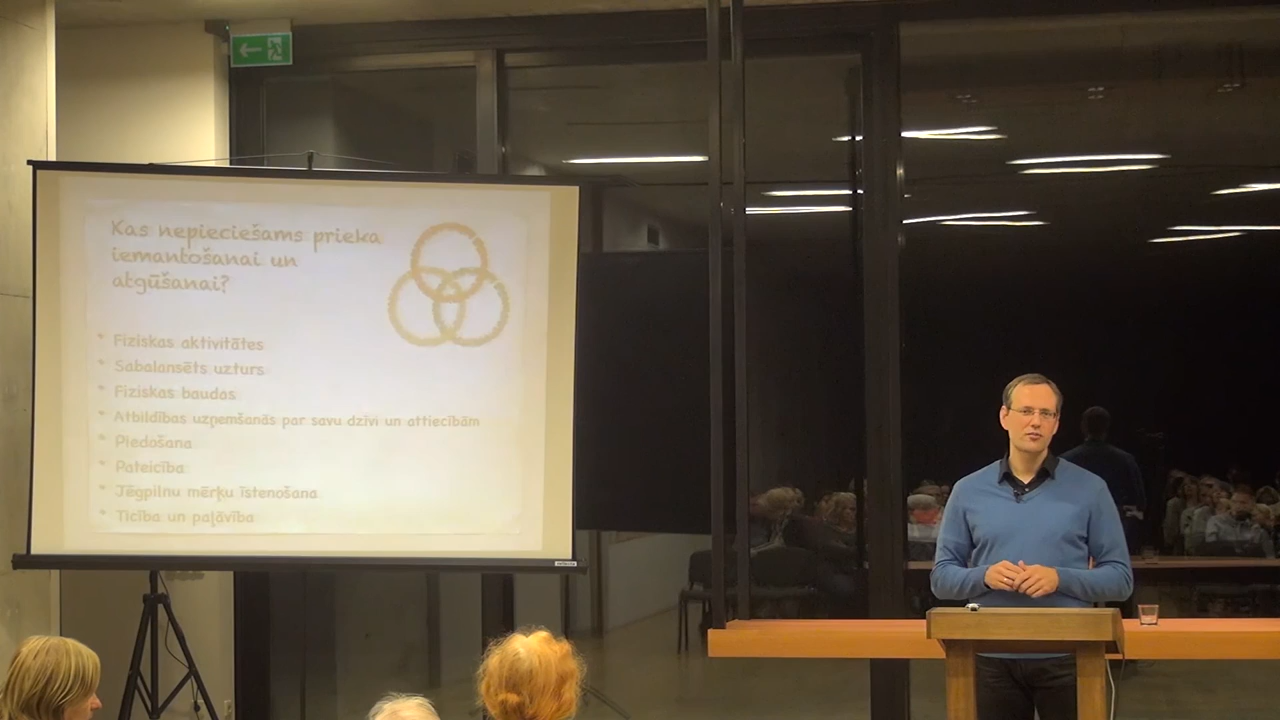 Kas nepieciešams prieka
iemantošanai un
atgūšanai?
* Fiziskas aktivitātes
* Sabalansēts uzturs
* Fiziskas baudas
* Atbildības uzņemšanās par savu dzīvi un attiecībām
* Piedošana
* Pateicība
* Jēgpilnu mērķu īstenošana
* Ticība un paļāvība